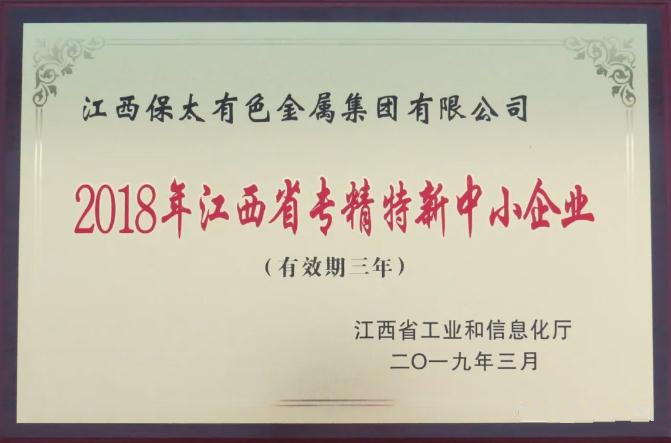 江西保太有色金属集团有限公司
2018年江西省专精特新中小企业
（有效期三年）
江西省工业和信息化厅
二〇一九年三月